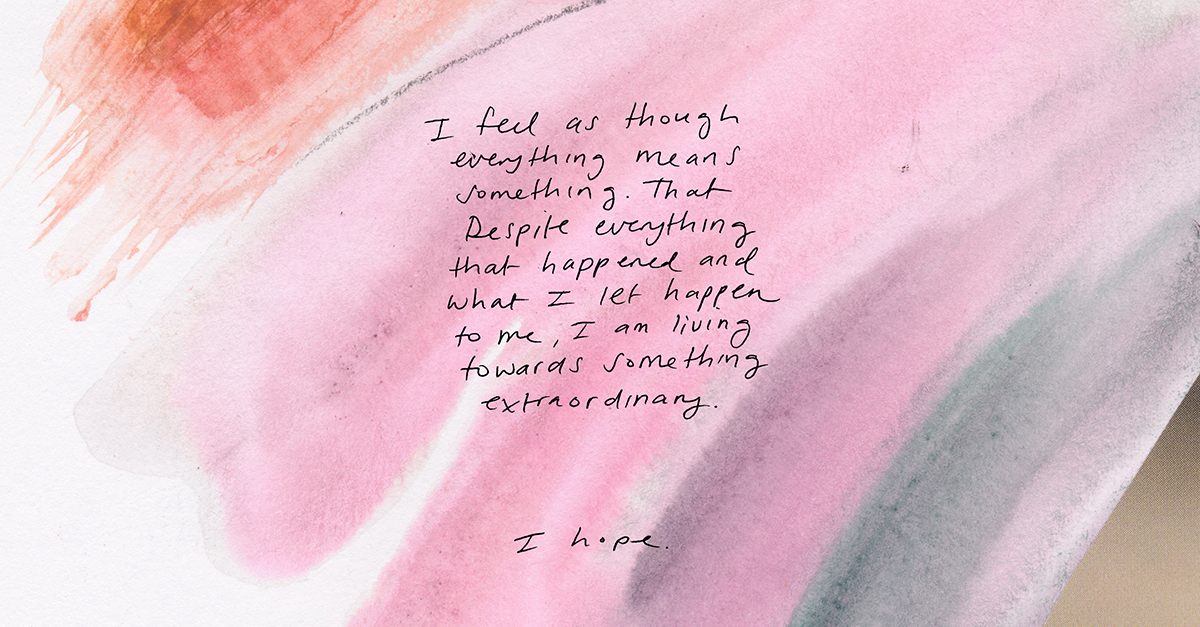 I feel as though
everything means
something. That
Despite everything
that happened and
what I let happen
to me, I am living
towards something
extraordinary.
I hope.